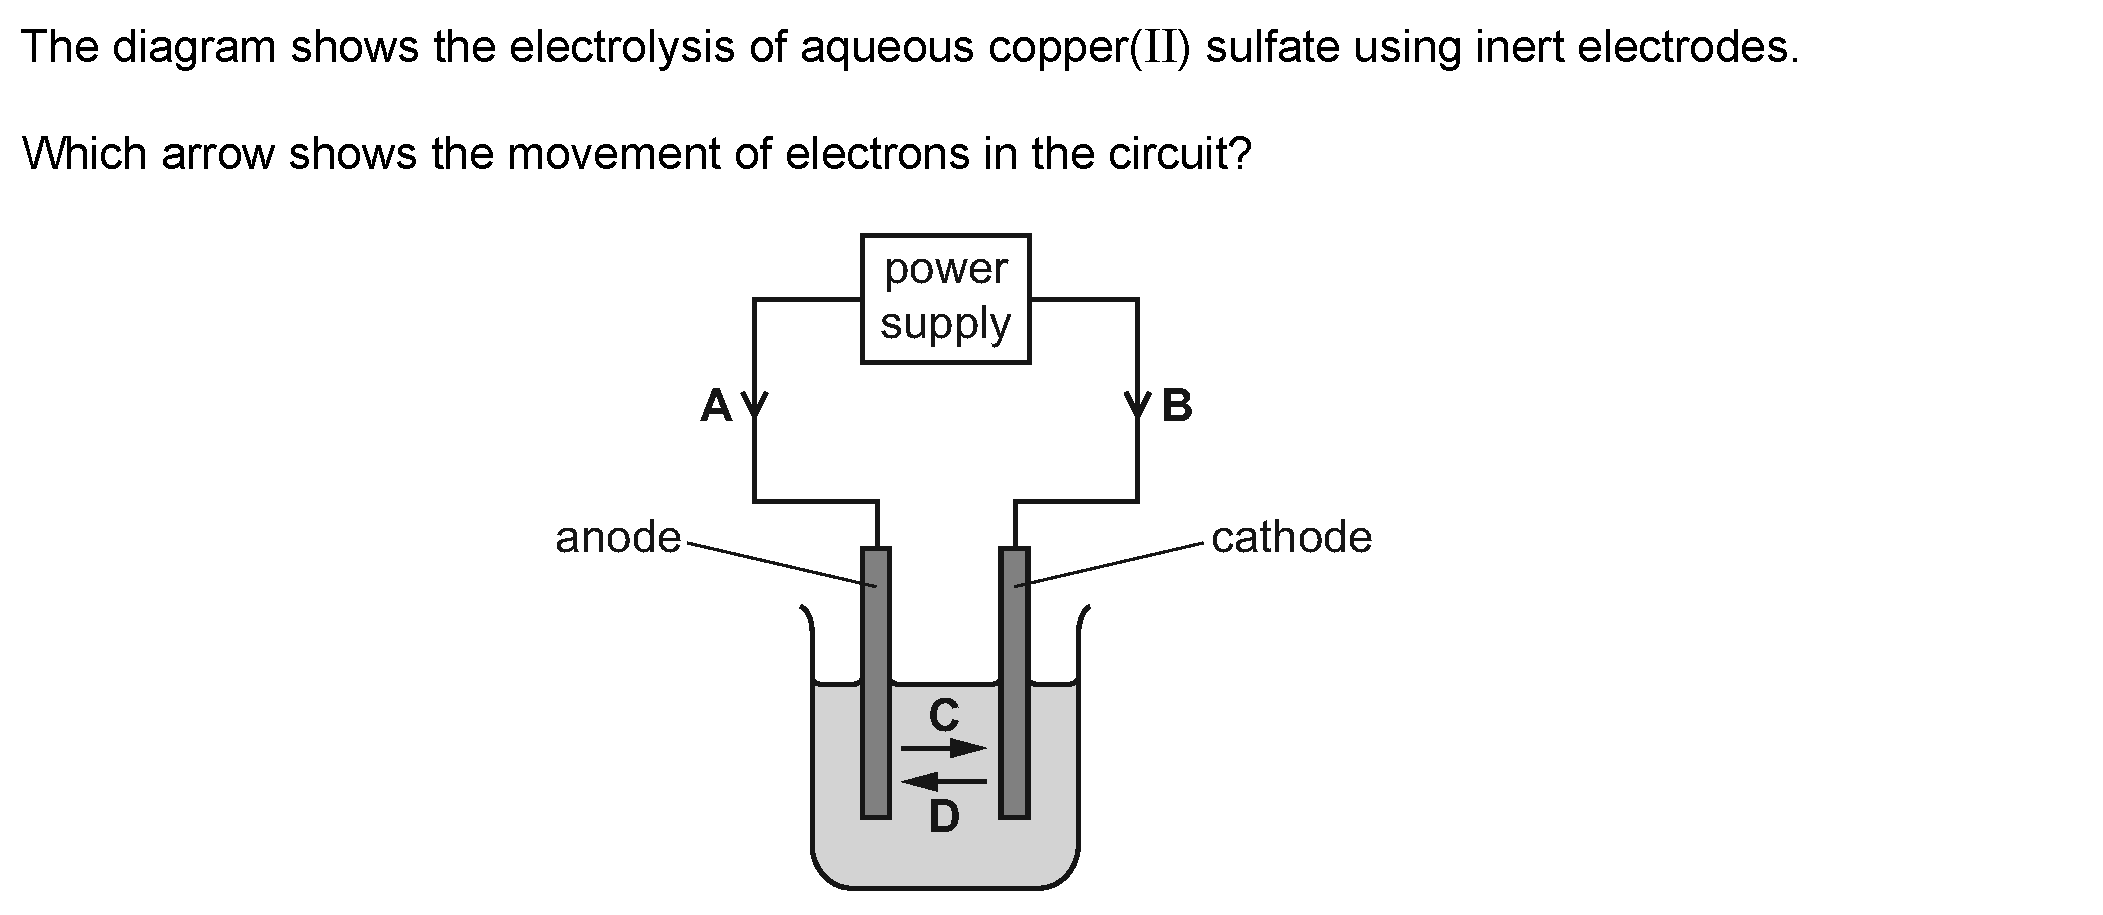 The diagram shows the electrolysis of aqueous copper(II) sulfate using inert electrodes.
Which arrow shows the movement of electrons in the circuit?
power
supply
A
B
anode
cathode
C
D